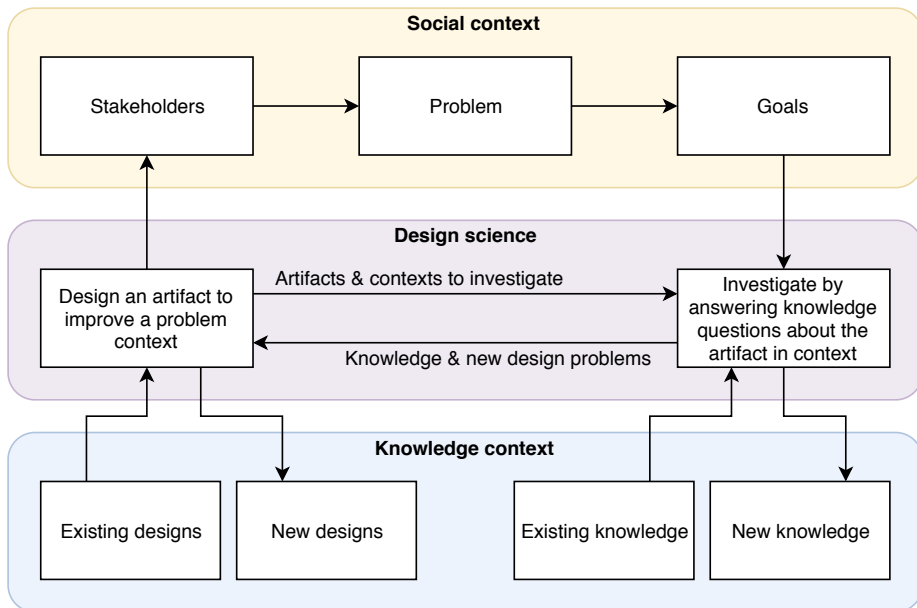 Social context
Stakeholders
Problem
Goals
Design science
Design an artifact to
improve a problem
context
Artifacts & contexts to investigate
Knowledge & new design problems
Investigate by
answering knowledge
questions about the
artifact in context
Knowledge context
Existing designs
New designs
Existing knowledge
New knowledge